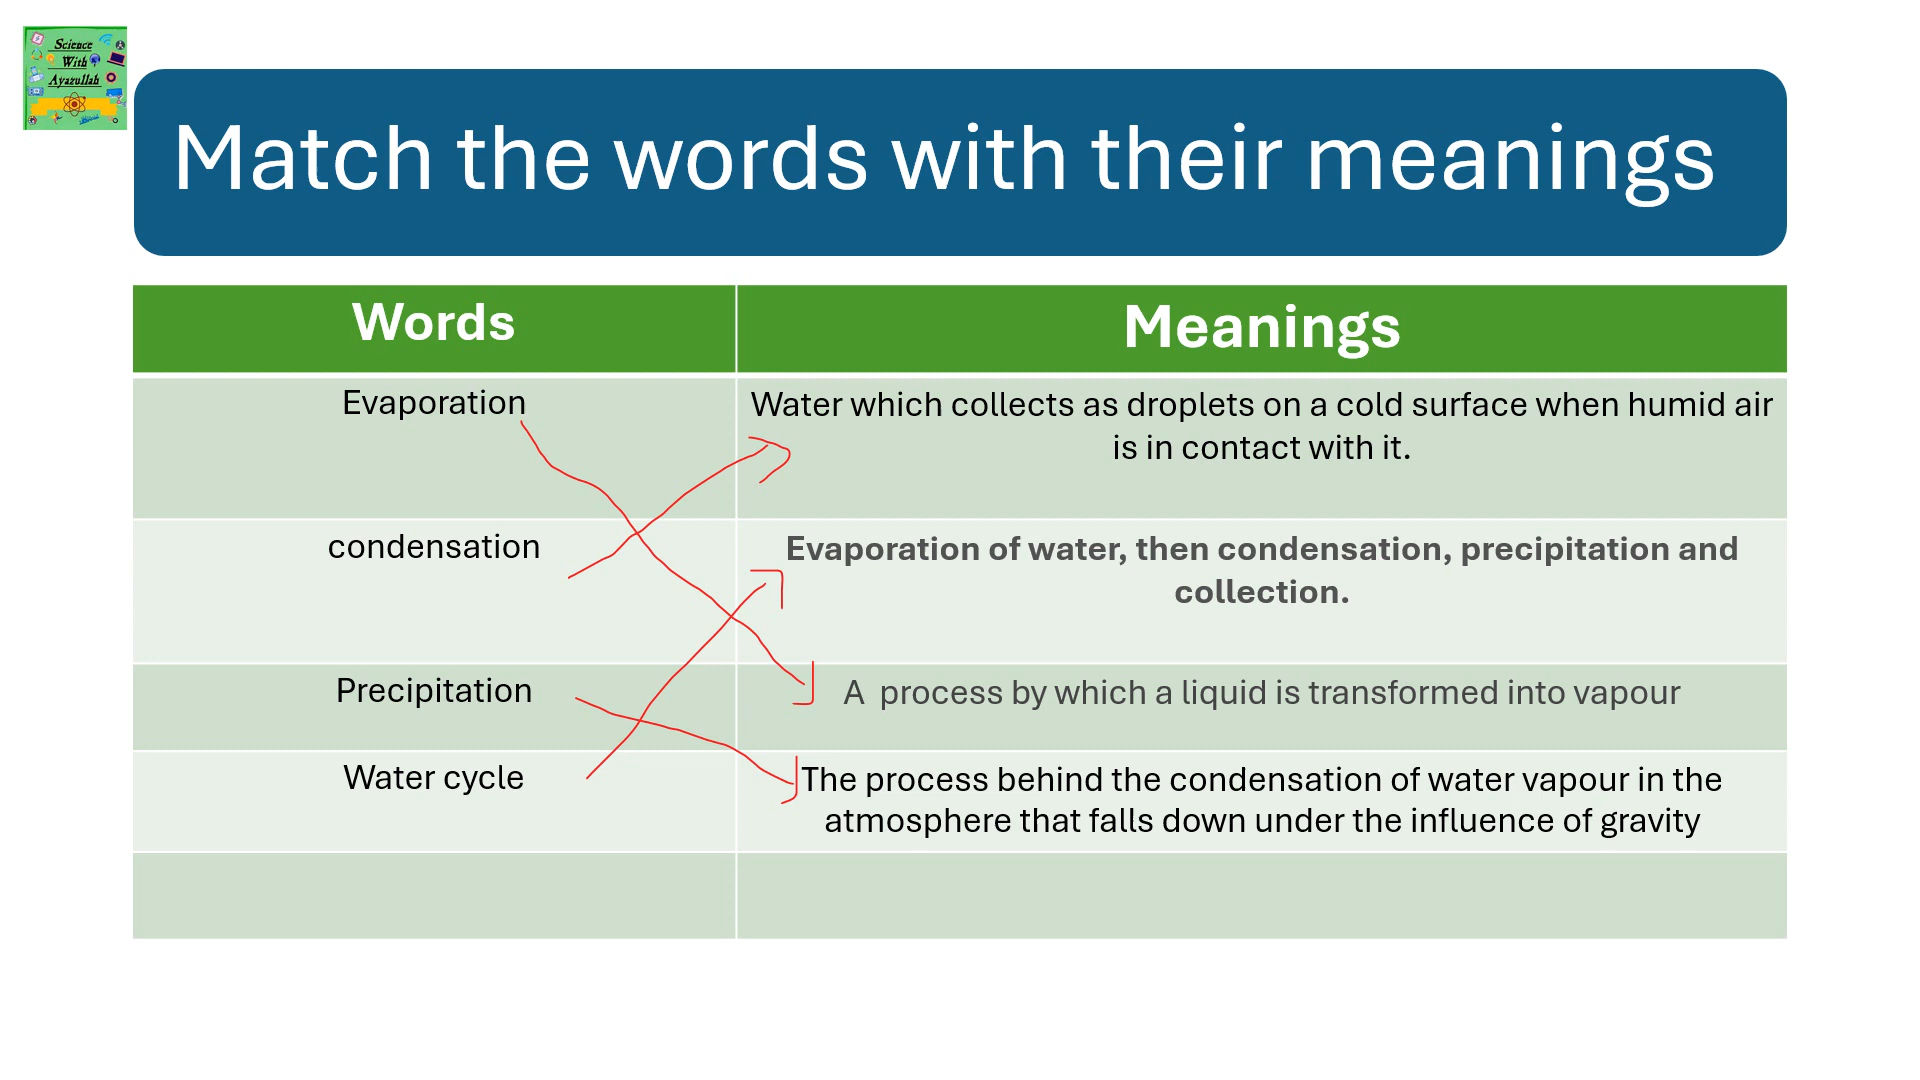 Science
With
Ayazullah
Match the words with their meanings
Words
Meanings
Evaporation
Water which collects as droplets on a cold surface when humid air
is in contact with it.
condensation
Evaporation of water, then condensation, precipitation and
collection.
Precipitation
A process by which a liquid is transformed into vapour
Water cycle
The process behind the condensation of water vapour in the
atmosphere that falls down under the influence of gravity